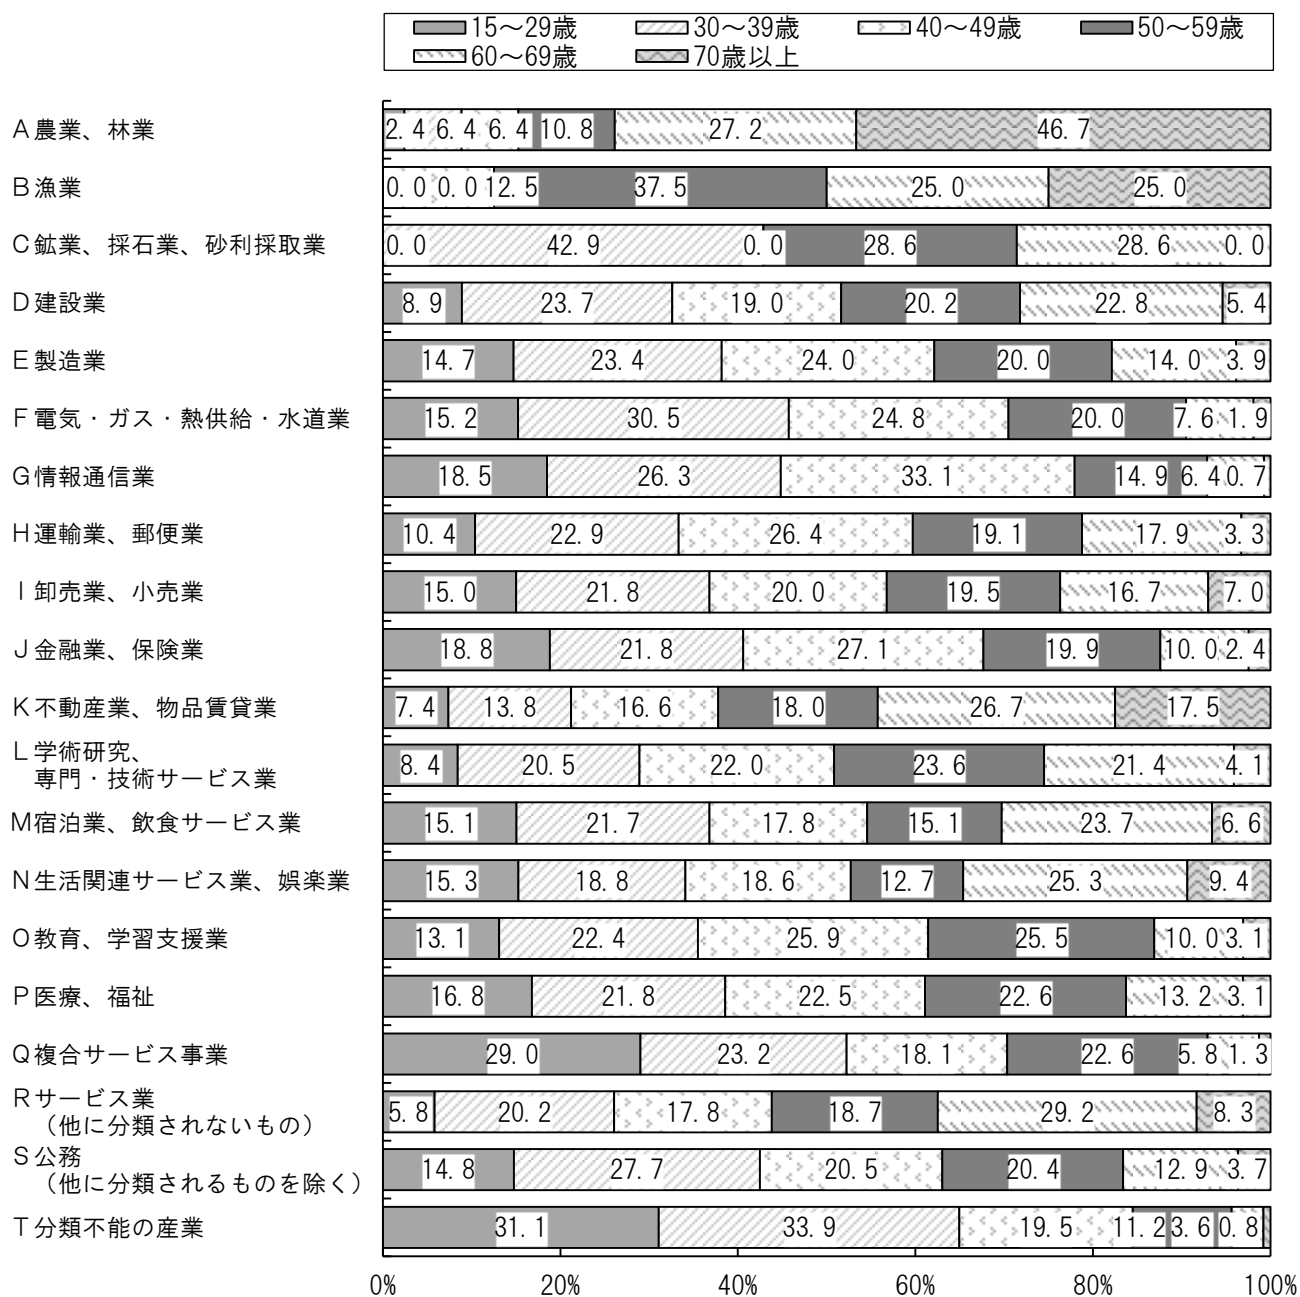 15～29歳 30～39歳 40～49歳 50～59歳
60～69歳 70歳以上
A農業、林業 2.4 6.4 6.4 10.8 27.2 46.7
B漁業 0.0 0.0 12.5 37.5 25.0 25.0
C鉱業、採石業、砂利採取業 0.0 42.9 0.0 28.6 28.6 0.0
D建設業 8.9 23.7 19.0 20.2 22.8 5.4
E製造業 14.7 23.4 24.0 20.0 14.0 3.9
F電気・ガス・熱供給・水道業 15.2 30.5 24.8 20.0 7.6 1.9
G情報通信業 18.5 26.3 33.1 14.9 6.4 0.7
H運輸業、郵便業 10.4 22.9 26.4 19.1 17.9 3.3
I卸売業、小売業 15.0 21.8 20.0 19.5 16.7 7.0
J金融業、保険業 18.8 21.8 27.1 19.9 10.0 2.4
K不動産業、物品賃貸業 7.4 13.8 16.6 18.0 26.7 17.5
L学術研究、
専門・技術サービス業 8.4 20.5 22.0 23.6 21.4 4.1
M宿泊業、飲食サービス業 15.1 21.7 17.8 15.1 23.7 6.6
N生活関連サービス業、娯楽業 15.3 18.8 18.6 12.7 25.3 9.4
O教育、学習支援業 13.1 22.4 25.9 25.5 10.0 3.1
P医療、福祉 16.8 21.8 22.5 22.6 13.2 3.1
Q複合サービス事業 29.0 23.2 18.1 22.6 5.8 1.3
Rサービス業
（他に分類されないもの） 5.8 20.2 17.8 18.7 29.2 8.3
S公務
（他に分類されるものを除く） 14.8 27.7 20.5 20.4 12.9 3.7
T分類不能の産業 31.1 33.9 19.5 11.2 3.6 0.8
0% 20% 40% 60% 80% 100%